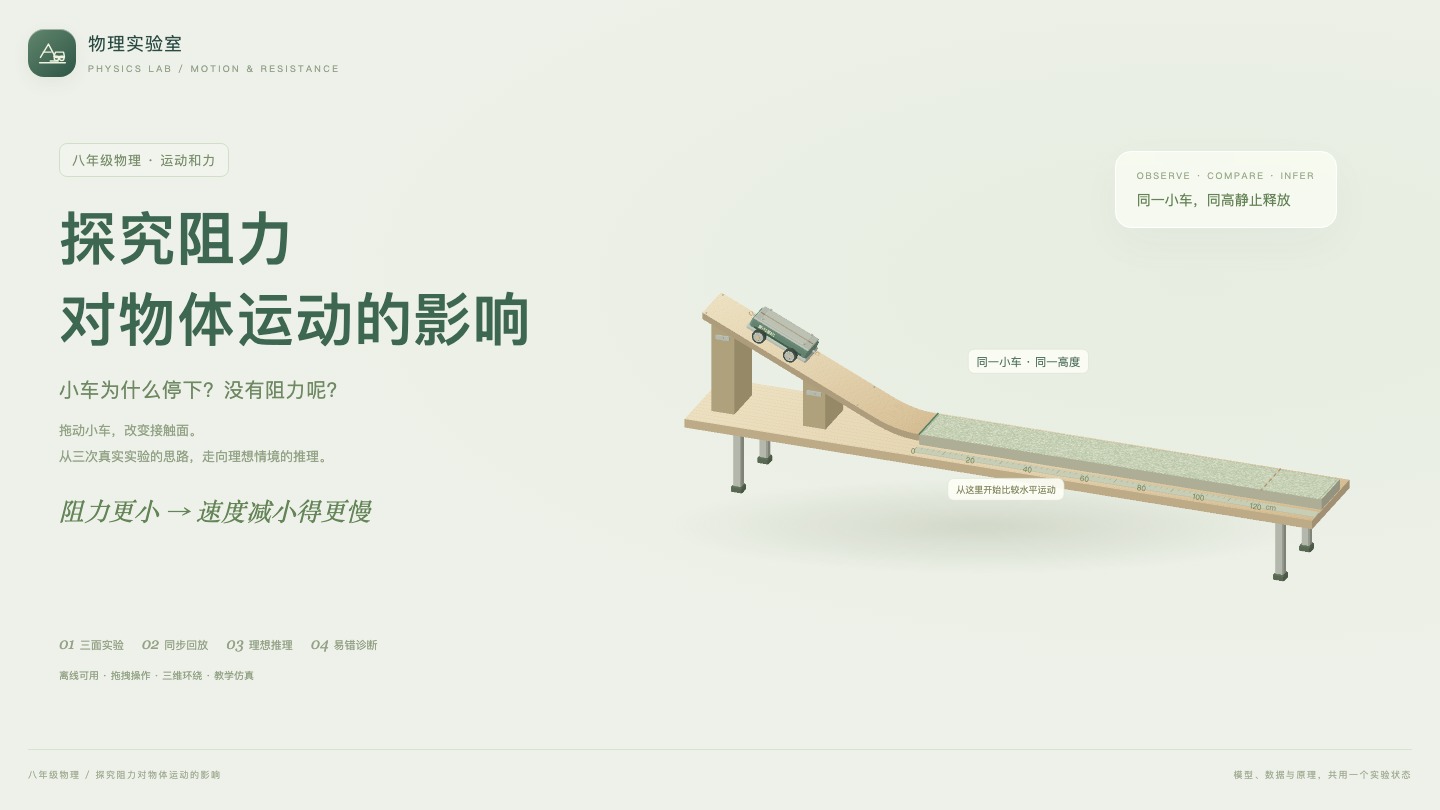 物理实验室
PHYSICS LAB / MOTION & RESISTANCE
八年级物理 · 运动和力
探究阻力
对物体运动的影响
小车为什么停下？没有阻力呢？
拖动小车，改变接触面。
从三次真实实验的思路，走向理想情境的推理。
阻力更小 → 速度减小得更慢
01 三面实验 02 同步回放 03 理想推理 04 易错诊断
离线可用 · 拖拽操作 · 三维环绕 · 教学仿真
OBSERVE · COMPARE · INFER
同一小车，同高静止释放
同一小车 · 同一高度
0 20 40 60 80 100 120 cm
从这里开始比较水平运动
八年级物理 / 探究阻力对物体运动的影响
模型、数据与原理，共用一个实验状态